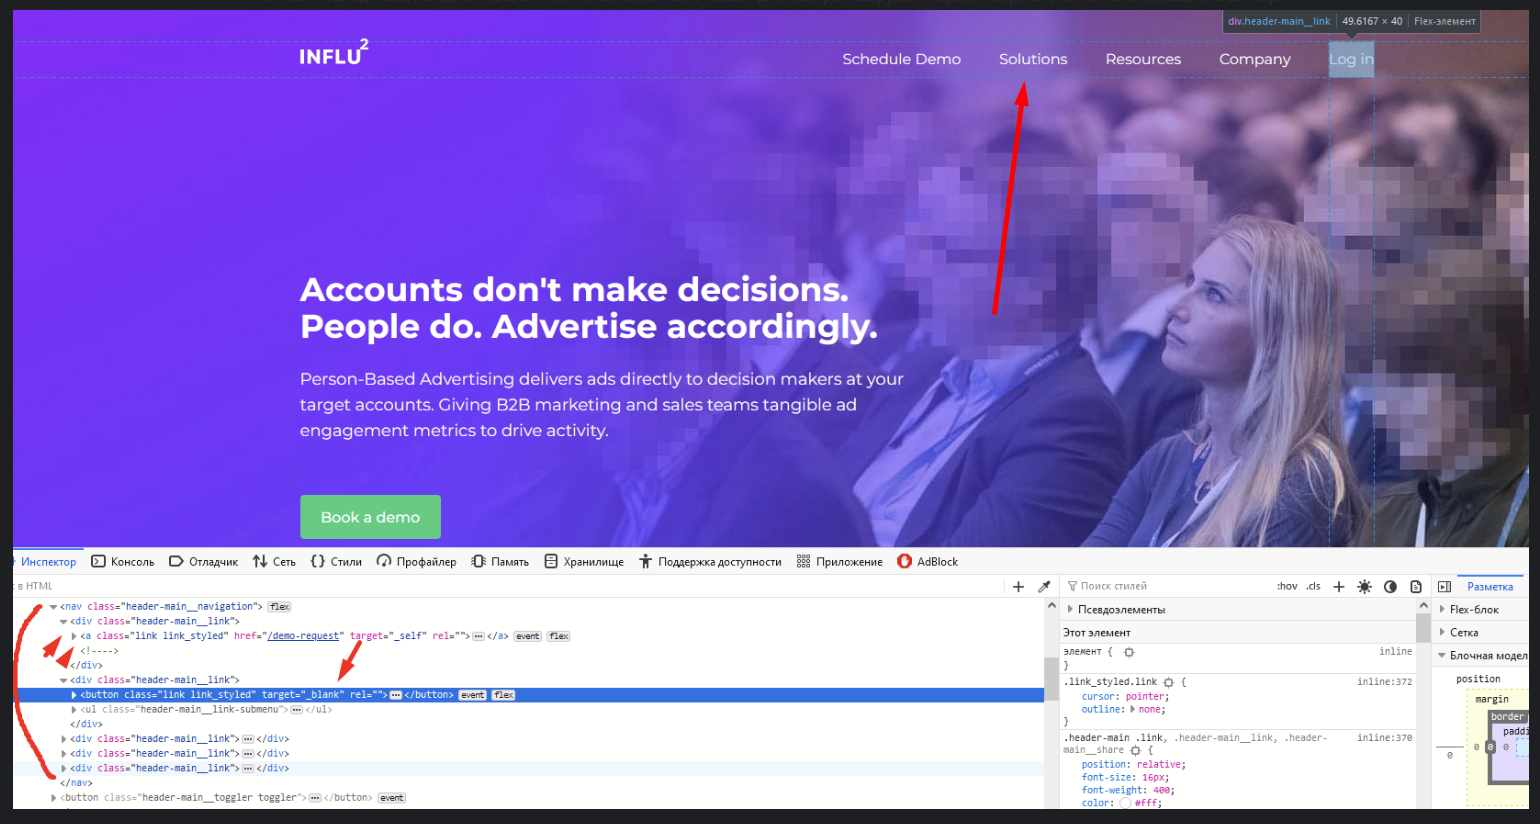 div.header-main__link 49.6167 × 40 Flex-элемент
INFLU2
Schedule Demo Solutions Resources Company Log in
Accounts don't make decisions.
People do. Advertise accordingly.
Person-Based Advertising delivers ads directly to decision makers at your
target accounts. Giving B2B marketing and sales teams tangible ad
engagement metrics to drive activity.
Book a demo
Инспектор Консоль Отладчик Сеть Стили Профайлер Память Хранилище Поддержка доступности Приложение AdBlock
в HTML
<nav class="header-main__navigation"> flex
<div class="header-main__link">
<a class="link link_styled" href="/demo-request" target="_self" rel="">⋯</a> event flex
<!---->
</div>
<div class="header-main__link">
<button class="link link_styled" target="_blank" rel="">⋯</button> event flex
<ul class="header-main__link-submenu">⋯</ul>
</div>
<div class="header-main__link">⋯</div>
<div class="header-main__link">⋯</div>
<div class="header-main__link">⋯</div>
</nav>
<button class="header-main__toggler toggler">⋯</button> event
Поиск стилей :hov .cls +
Псевдоэлементы
Этот элемент
элемент { inline
}
.link_styled.link { inline:372
cursor: pointer;
outline: none;
}
.header-main .link, .header-main__link, .header- inline:370
main__share {
position: relative;
font-size: 16px;
font-weight: 400;
color: #fff;
Разметка
Flex-блок
Сетка
Блочная модел
position
margin
border
paddi
0 0 0
0